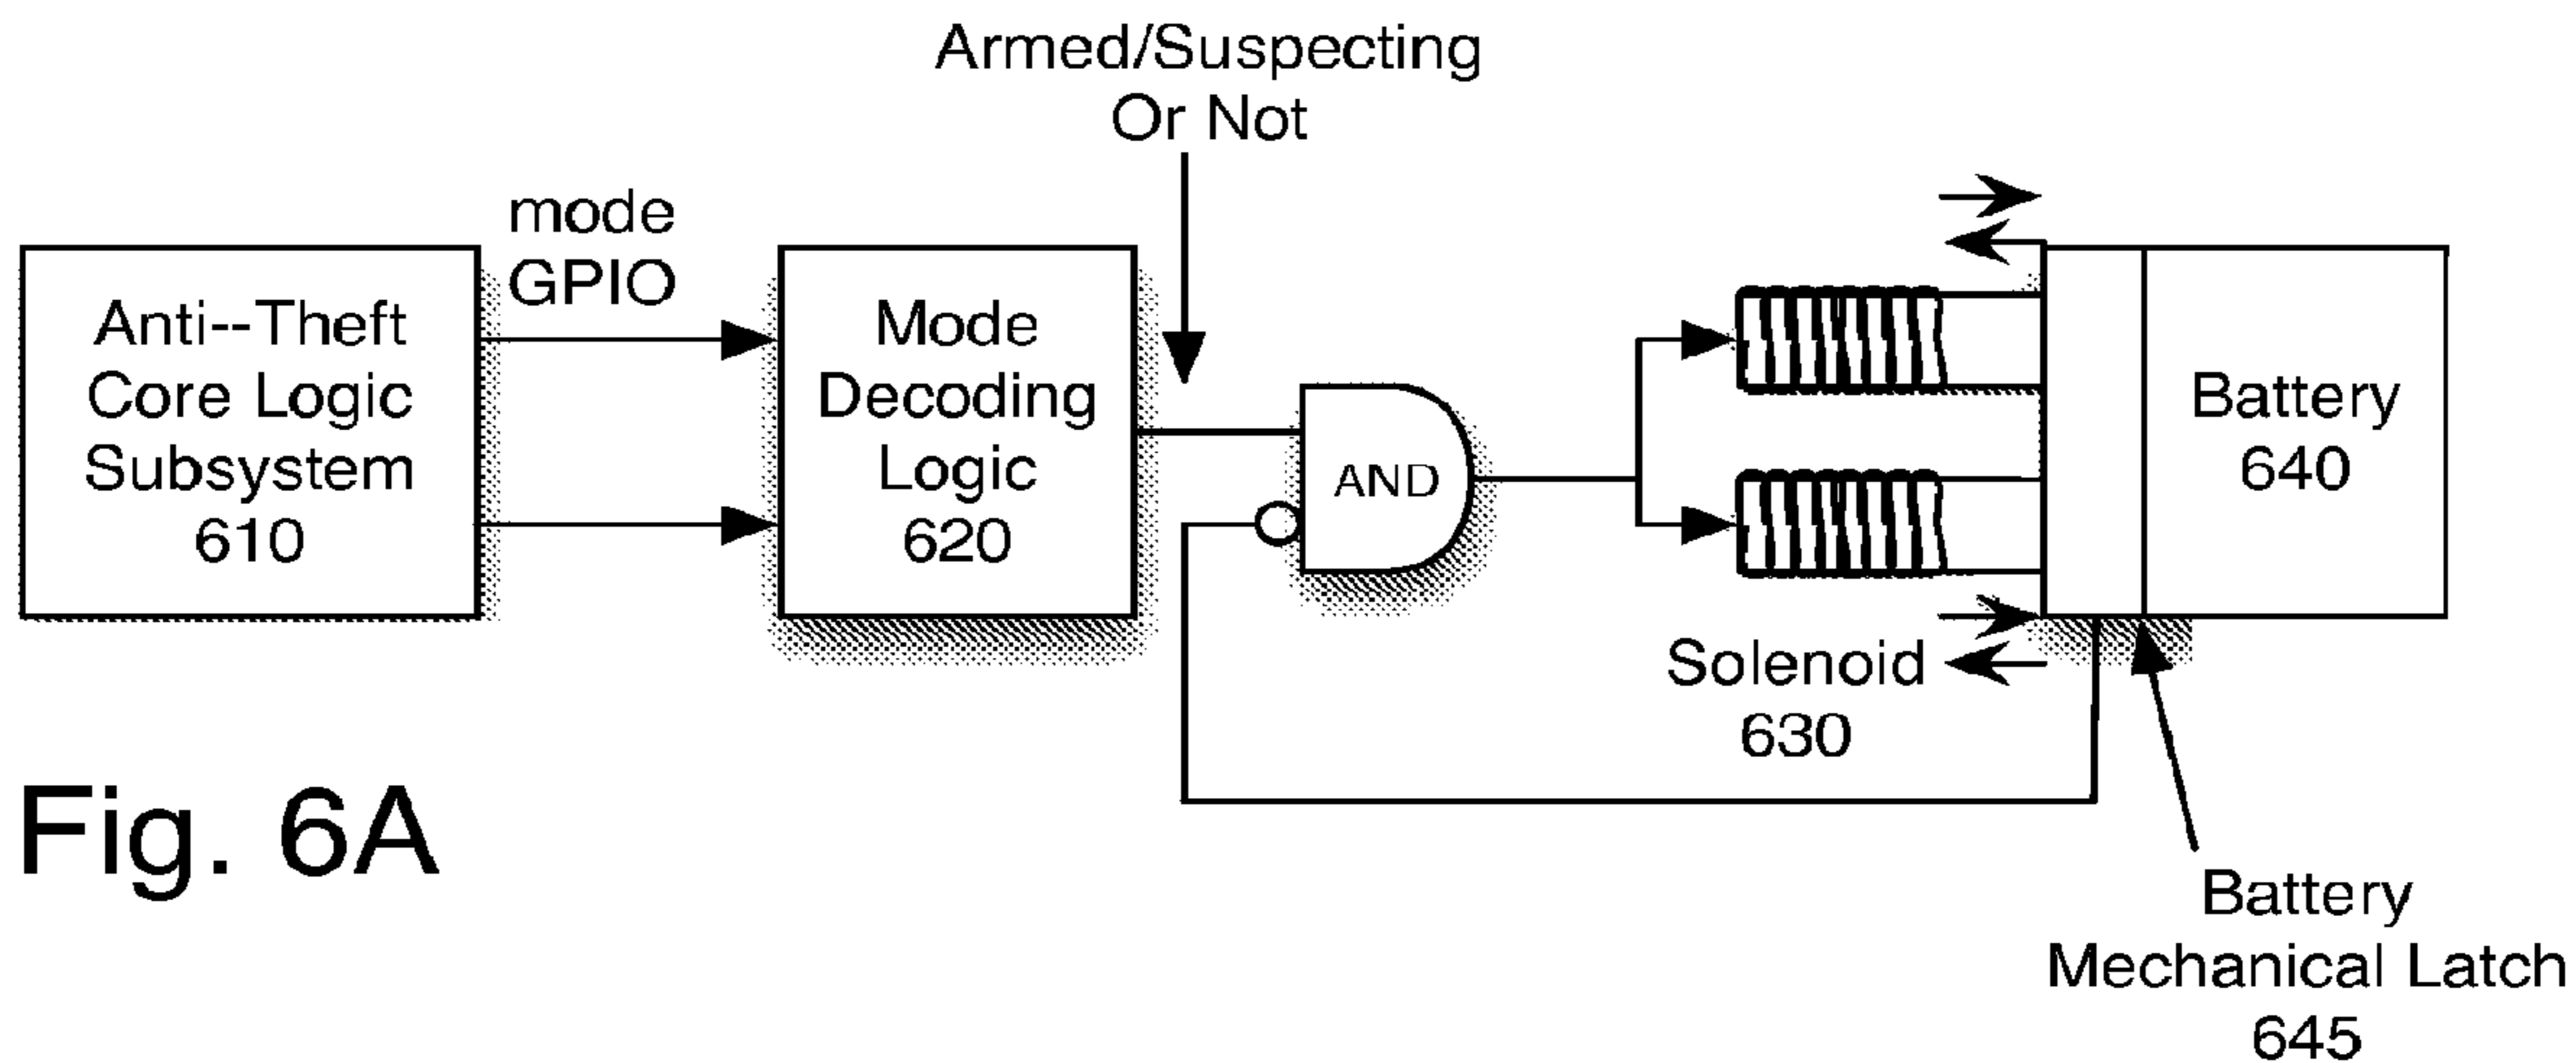 Armed/Suspecting
Or Not
mode
GPIO
Anti--Theft
Core Logic
Subsystem
610
Mode
Decoding
Logic
620
AND
Battery
640
Solenoid
630
Fig. 6A
Battery
Mechanical Latch
645